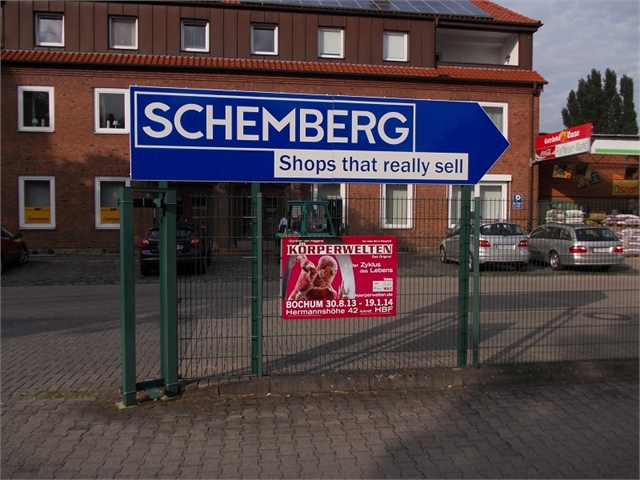 SCHEMBERG
Shops that really sell
KÖRPERWELTEN
Zyklus
des Lebens
BOCHUM 30.8.13 - 19.1.14
Hermannshöhe 42 NÄHE HBF
P